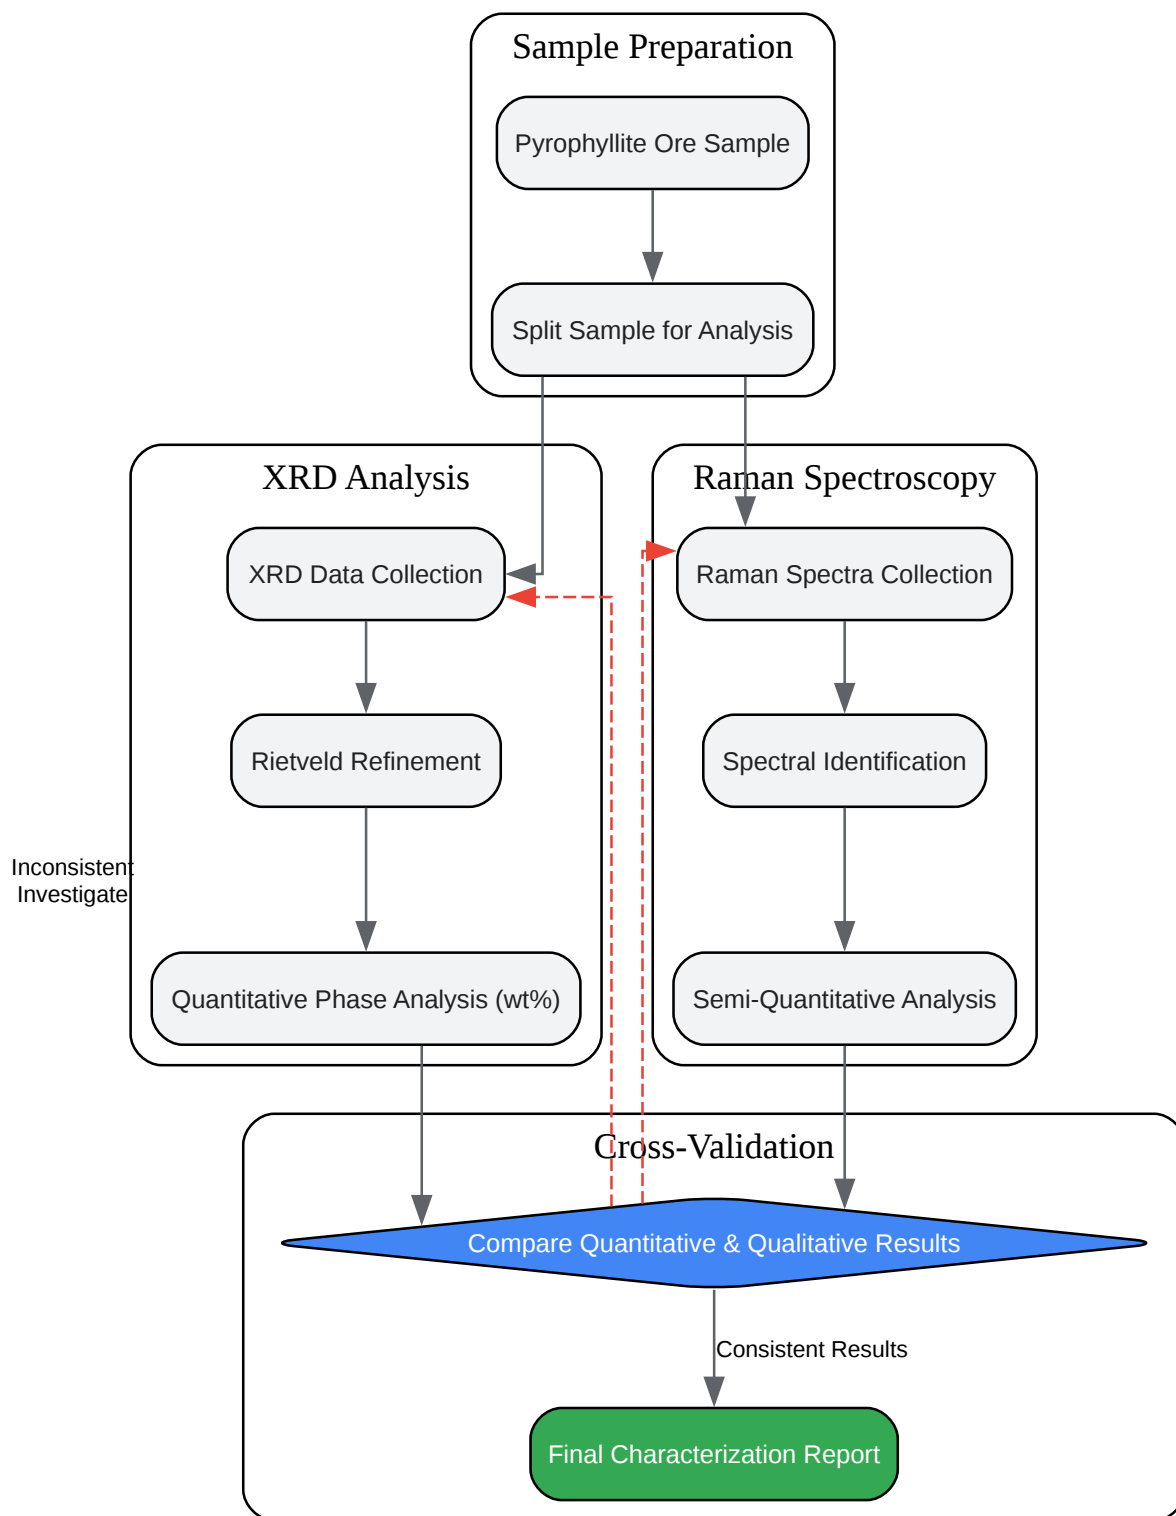 Sample Preparation
Pyrophyllite Ore Sample
Split Sample for Analysis
XRD Analysis
XRD Data Collection
Rietveld Refinement
Inconsistent
Investigate
Quantitative Phase Analysis (wt%)
Raman Spectroscopy
Raman Spectra Collection
Spectral Identification
Semi-Quantitative Analysis
Cross-Validation
Compare Quantitative & Qualitative Results
Consistent Results
Final Characterization Report